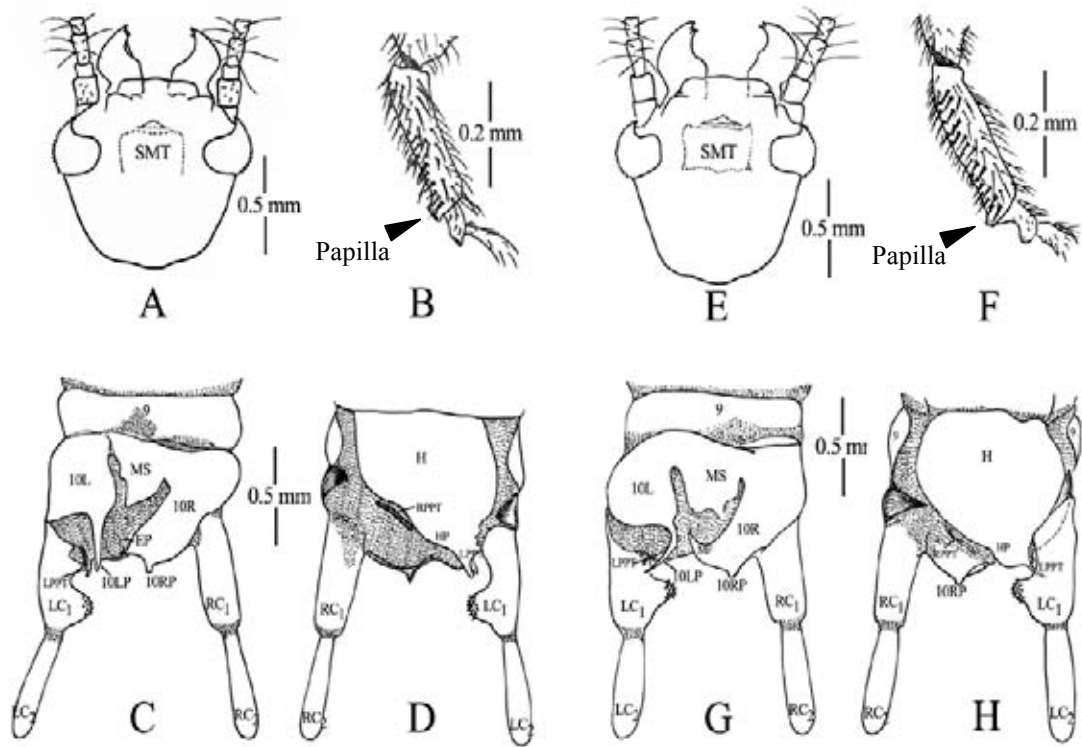 SMT
0.5 mm
Papilla
0.2 mm
A
B
SMT
0.5 mm
Papilla
0.2 mm
E
F
9
10L
MS
10R
EP
LPPT
10LP
10RP
LC1
RC1
LC2
RC2
0.5 mm
C
H
RPPT
HP
RC1
LC1
RC2
LC2
D
9
10L
MS
10R
LPPT
10LP
10RP
LC1
RC1
LC2
RC2
0.5 mm
G
9
9
H
HP
10RP
LPPT
RC1
LC1
RC2
LC2
H